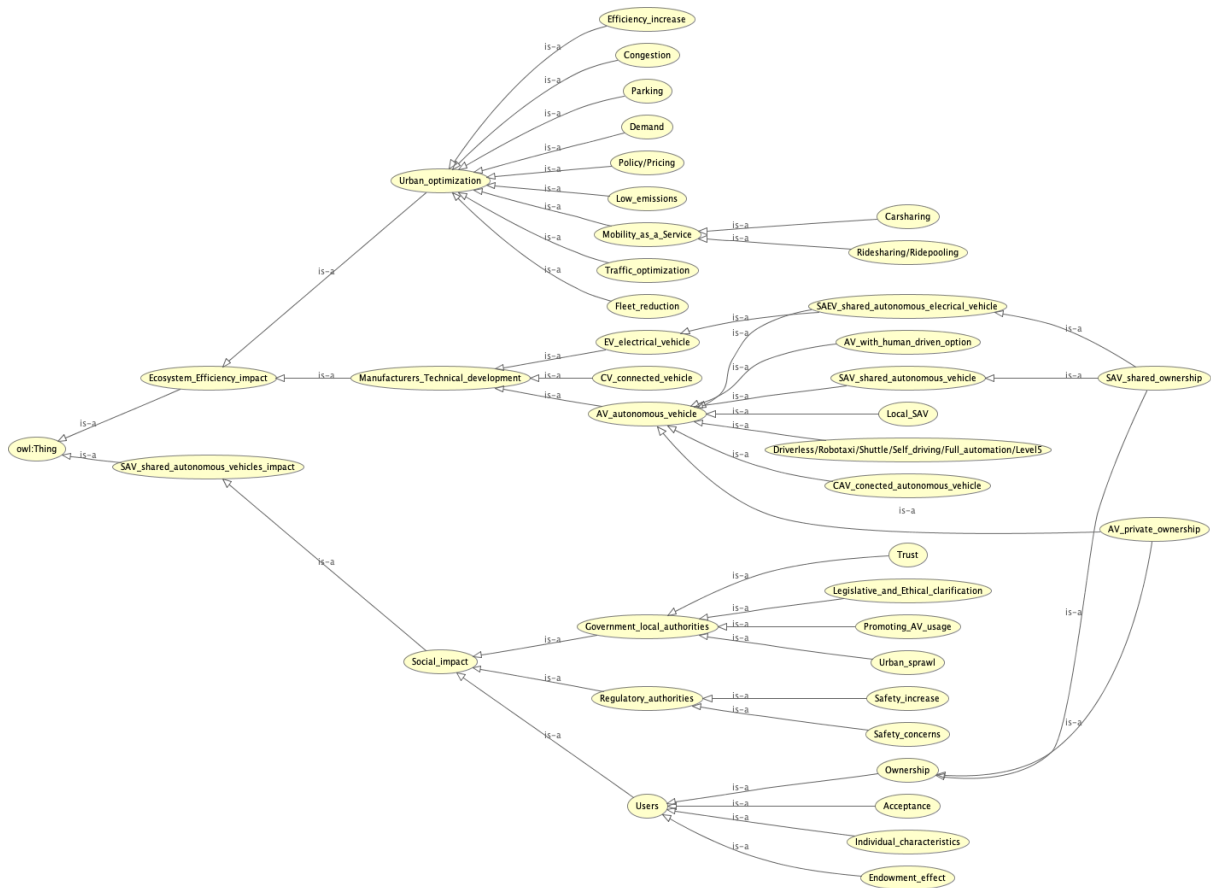 Efficiency_increase
is-a
Congestion
is-a
Parking
is-a
Demand
is-a
Urban_optimization
Policy/Pricing
is-a
Low_emissions
is-a
Mobility_as_a_Service
is-a
Carsharing
is-a
Ridesharing/Ridepooling
is-a
Traffic_optimization
is-a
Fleet_reduction
is-a
is-a
SAEV_shared_autonomous_elecrical_vehicle
is-a
EV_electrical_vehicle
is-a
is-a
AV_with_human_driven_option
is-a
is-a
Ecosystem_Efficiency_impact
is-a
Manufacturers_Technical_development
is-a
CV_connected_vehicle
SAV_shared_autonomous_vehicle
is-a
is-a
SAV_shared_ownership
is-a
AV_autonomous_vehicle
is-a
Local_SAV
is-a
owl:Thing
is-a
is-a
Driverless/Robotaxi/Shuttle/Self_driving/Full_automation/Level5
SAV_shared_autonomous_vehicles_impact
is-a
CAV_conected_autonomous_vehicle
is-a
AV_private_ownership
is-a
Trust
is-a
Legislative_and_Ethical_clarification
is-a
Government_local_authorities
is-a
Promoting_AV_usage
is-a
Urban_sprawl
Social_impact
is-a
is-a
Regulatory_authorities
is-a
Safety_increase
is-a
Safety_concerns
is-a
is-a
is-a
Ownership
is-a
Users
is-a
Acceptance
is-a
Individual_characteristics
is-a
Endowment_effect